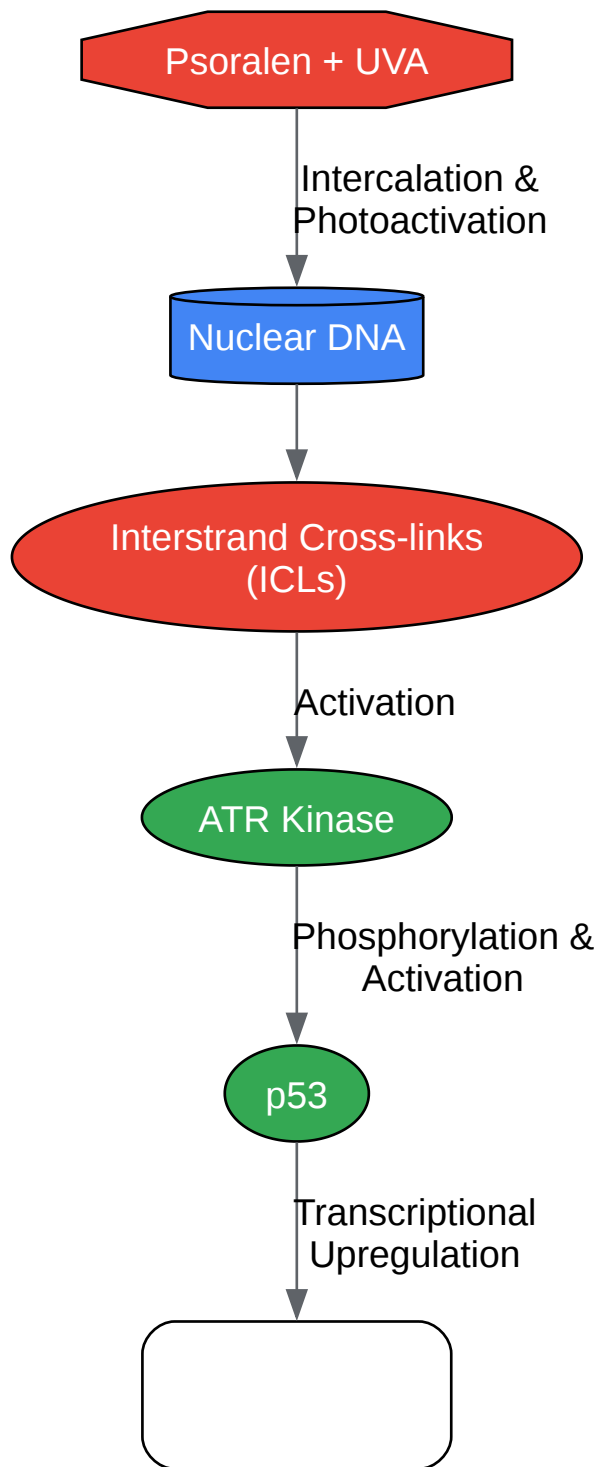 Psoralen + UVA
Intercalation &
Photoactivation
Nuclear DNA
Interstrand Cross-links
(ICLs)
Activation
ATR Kinase
Phosphorylation &
Activation
p53
Transcriptional
Upregulation